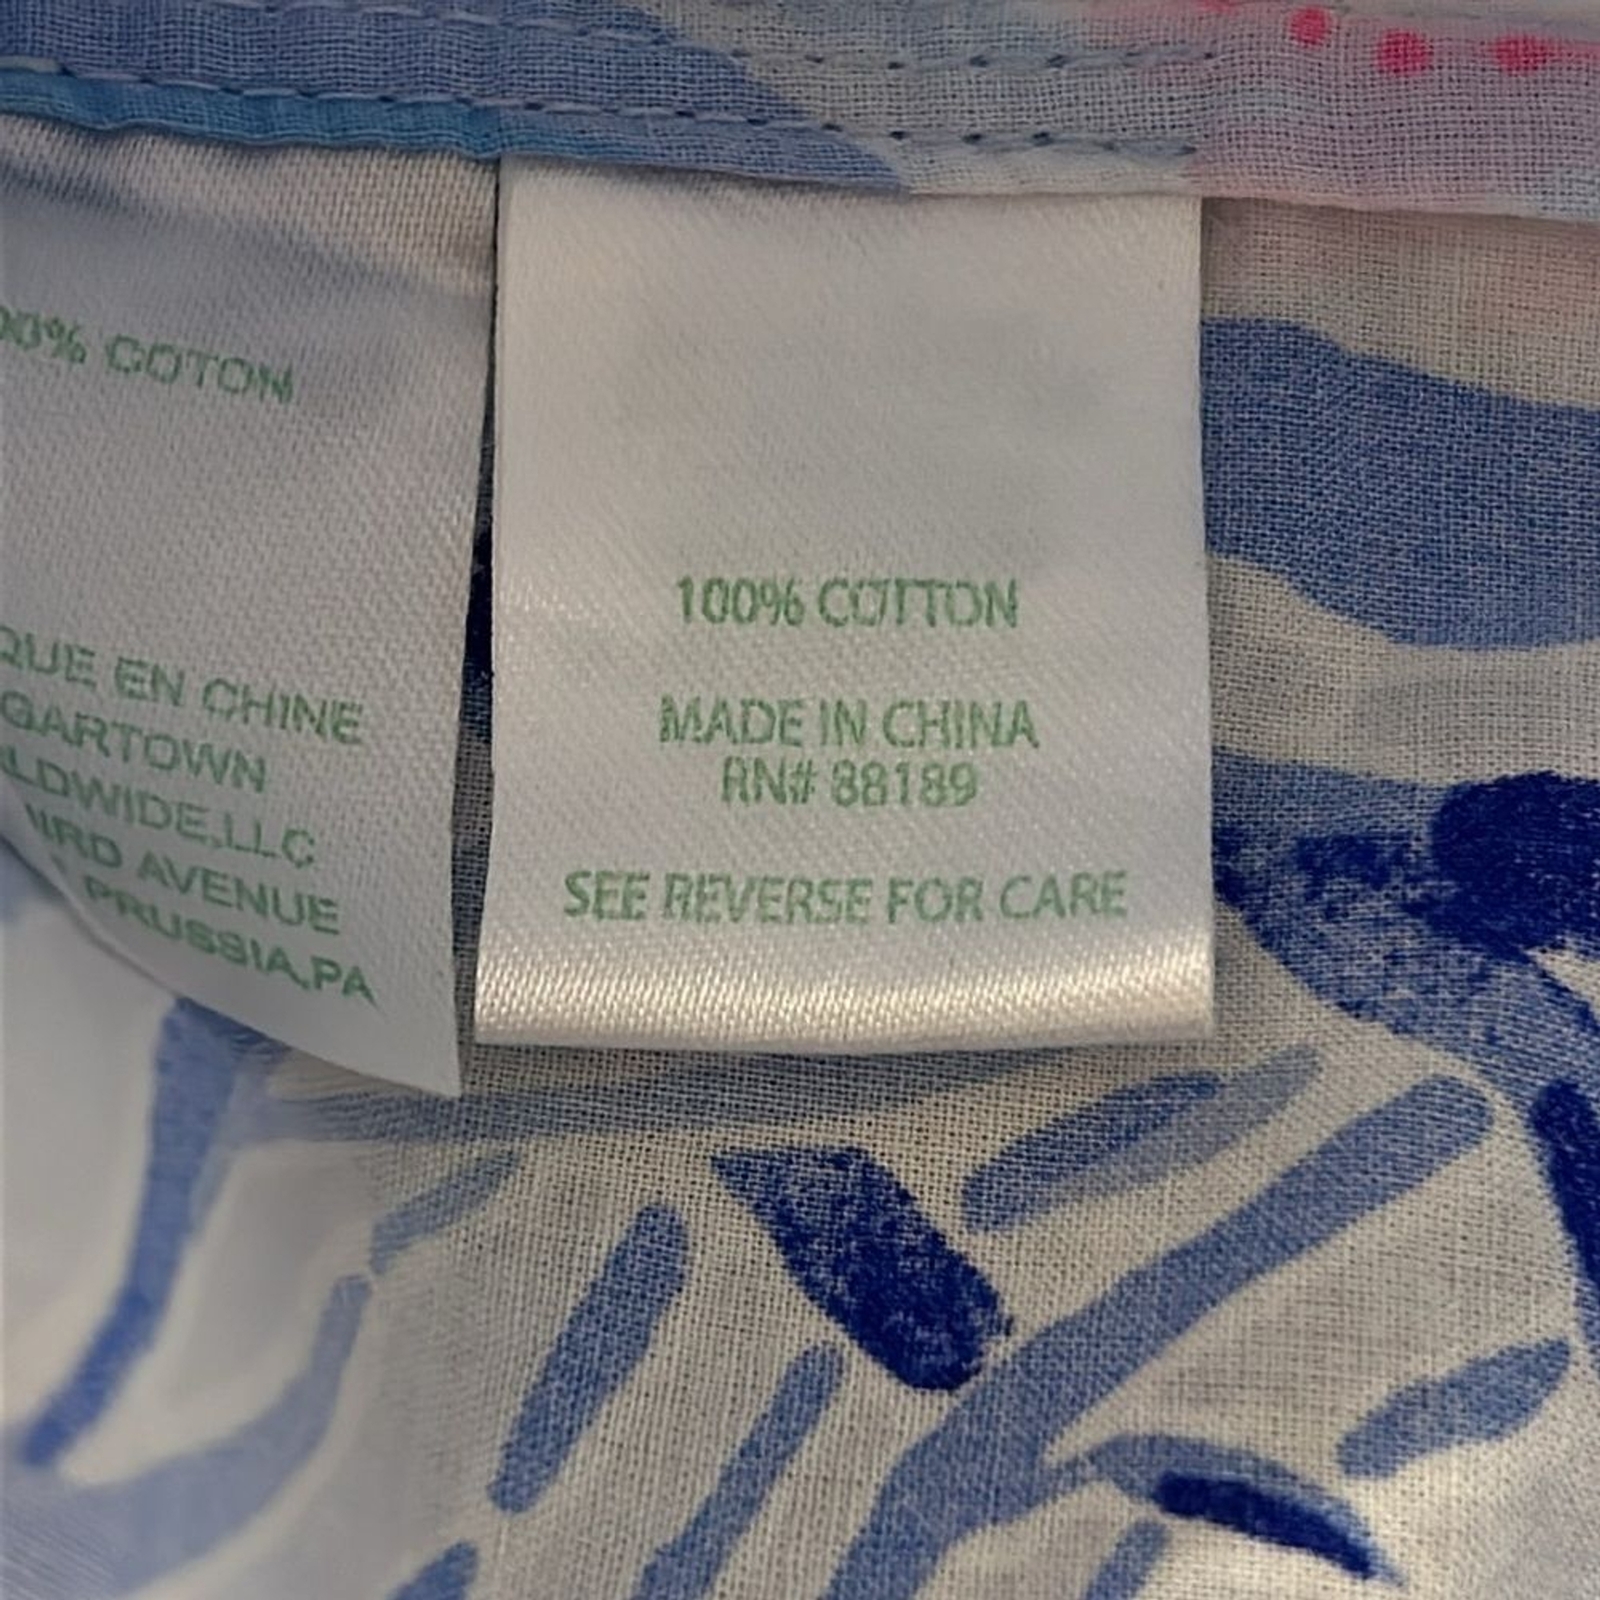 00% COTON
QUE EN CHINE
GARTOWN
LDWIDE,LLC
IRD AVENUE
PRUSSIA,PA
100% COTTON
MADE IN CHINA
RN# 88189
SEE REVERSE FOR CARE